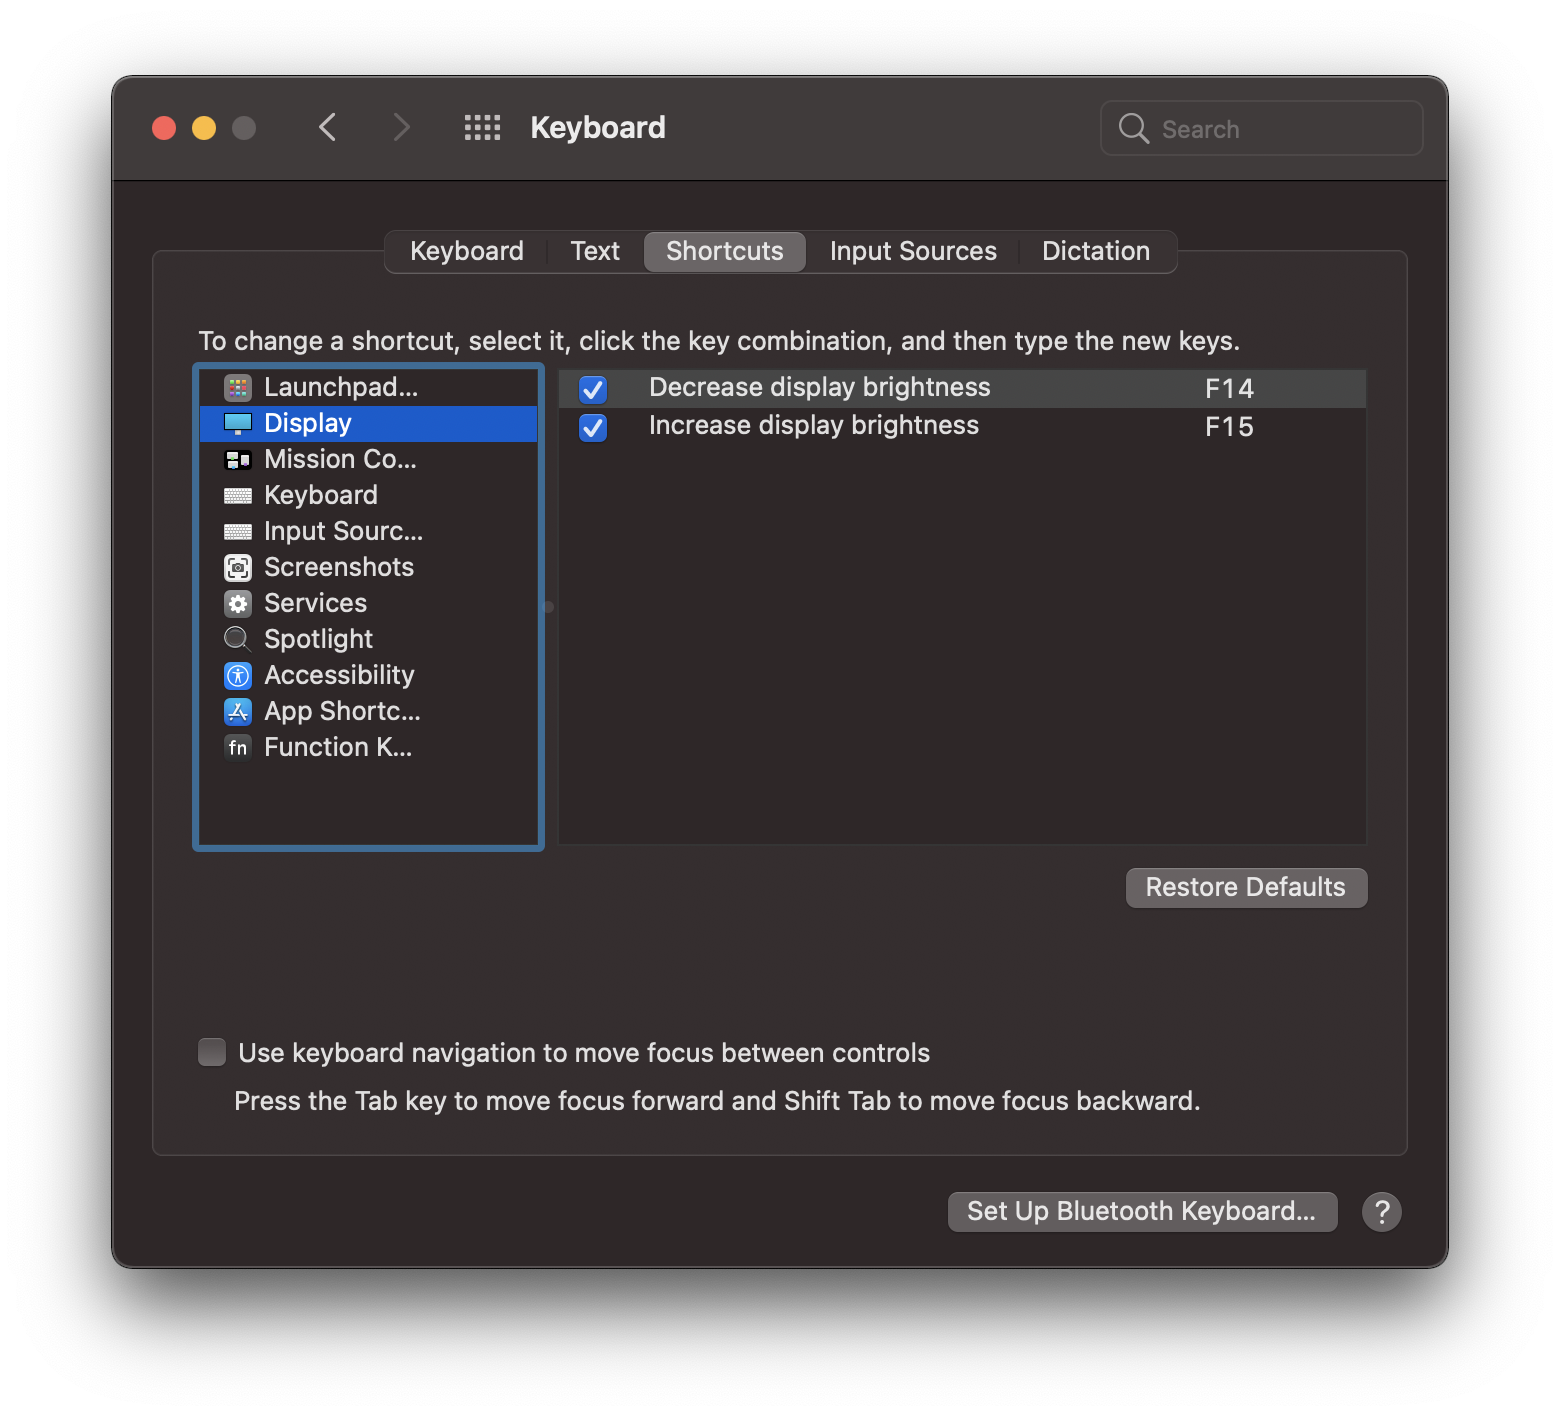 Keyboard
Search
Keyboard Text Shortcuts Input Sources Dictation
To change a shortcut, select it, click the key combination, and then type the new keys.
Launchpad...
Display
Mission Co...
Keyboard
Input Sourc...
Screenshots
Services
Spotlight
Accessibility
App Shortc...
fn Function K...
Decrease display brightness F14
Increase display brightness F15
Restore Defaults
Use keyboard navigation to move focus between controls
Press the Tab key to move focus forward and Shift Tab to move focus backward.
Set Up Bluetooth Keyboard... ?